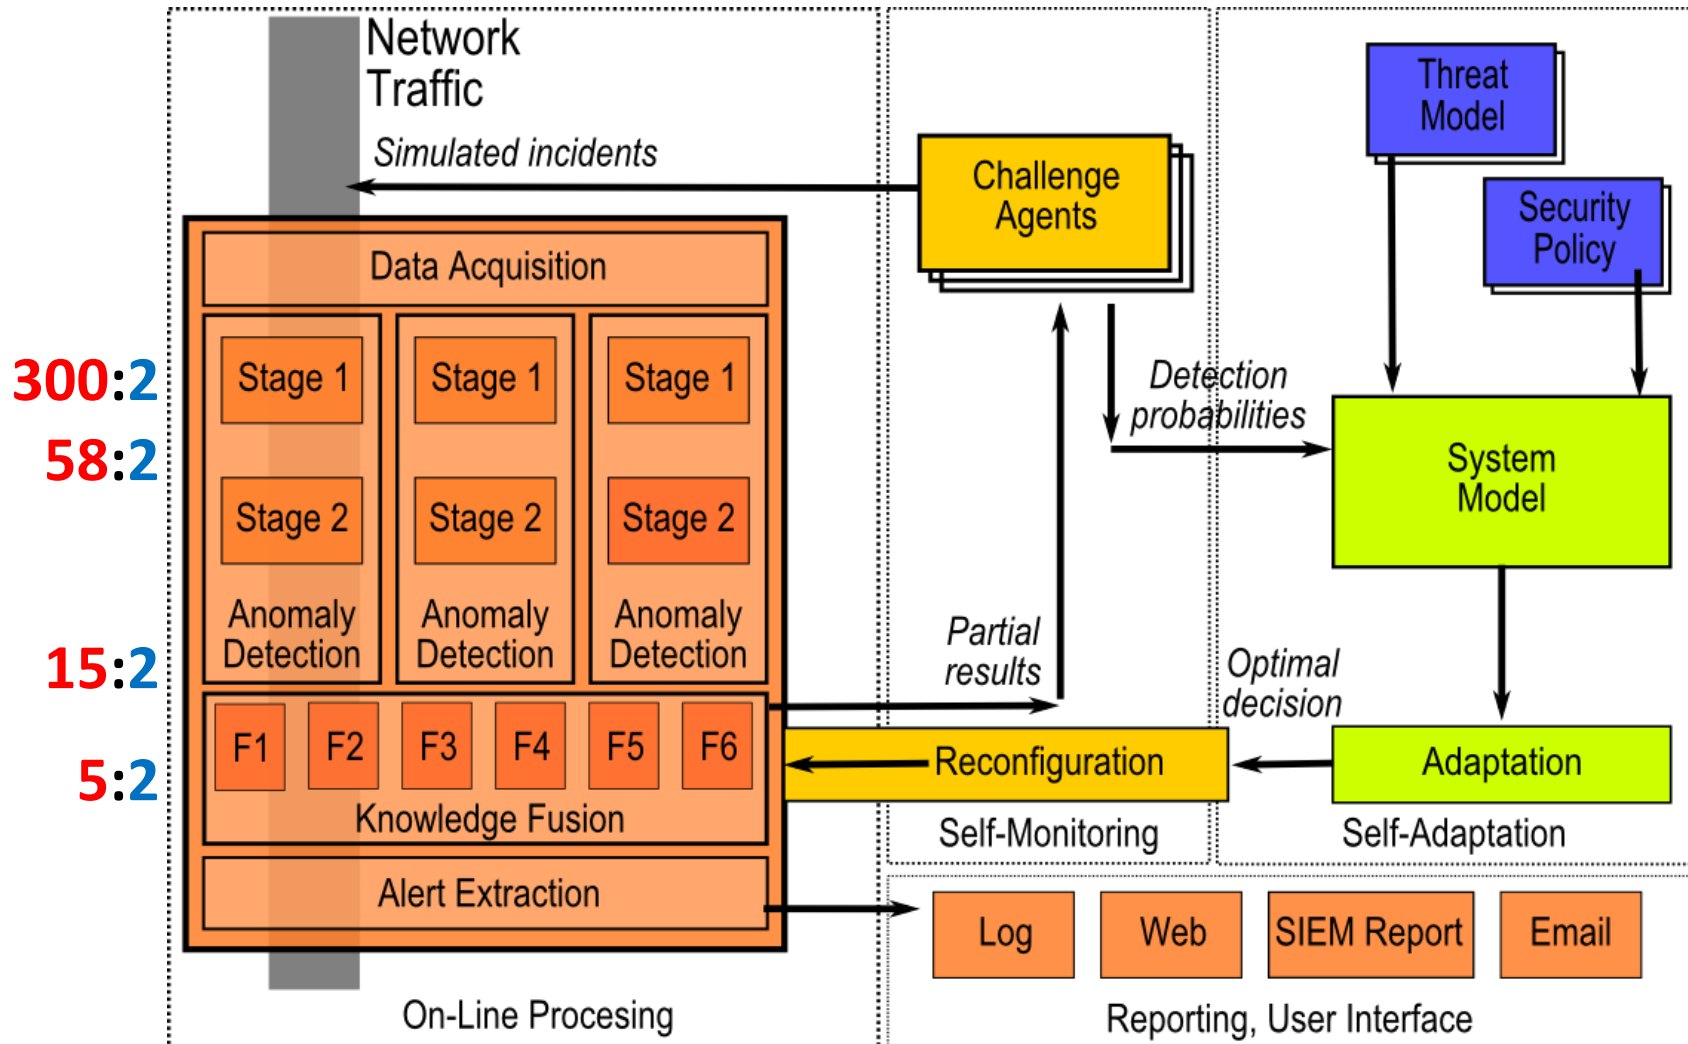 Network
Traffic
Simulated incidents
Challenge
Agents
Threat
Model
Security
Policy
Data Acquisition
300:2
58:2
15:2
5:2
Stage 1
Stage 1
Stage 1
Stage 2
Stage 2
Stage 2
Anomaly
Detection
Anomaly
Detection
Anomaly
Detection
F1
F2
F3
F4
F5
F6
Knowledge Fusion
Alert Extraction
On-Line Procesing
Detection
probabilities
Partial
results
Reconfiguration
Self-Monitoring
System
Model
Optimal
decision
Adaptation
Self-Adaptation
Log
Web
SIEM Report
Email
Reporting, User Interface